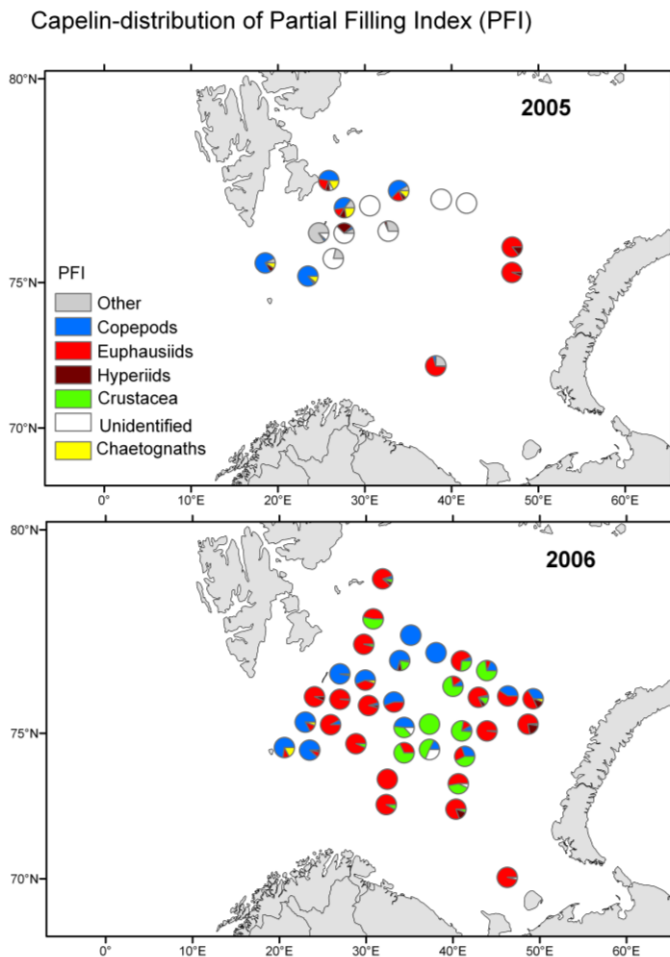 Capelin-distribution of Partial Filling Index (PFI)
80°N
2005
75°N
PFI
Other
Copepods
Euphausiids
Hyperiids
Crustacea
Unidentified
Chaetognaths
70°N
0° 10°E 20°E 30°E 40°E 50°E 60°E
80°N
2006
75°N
70°N
0° 10°E 20°E 30°E 40°E 50°E 60°E